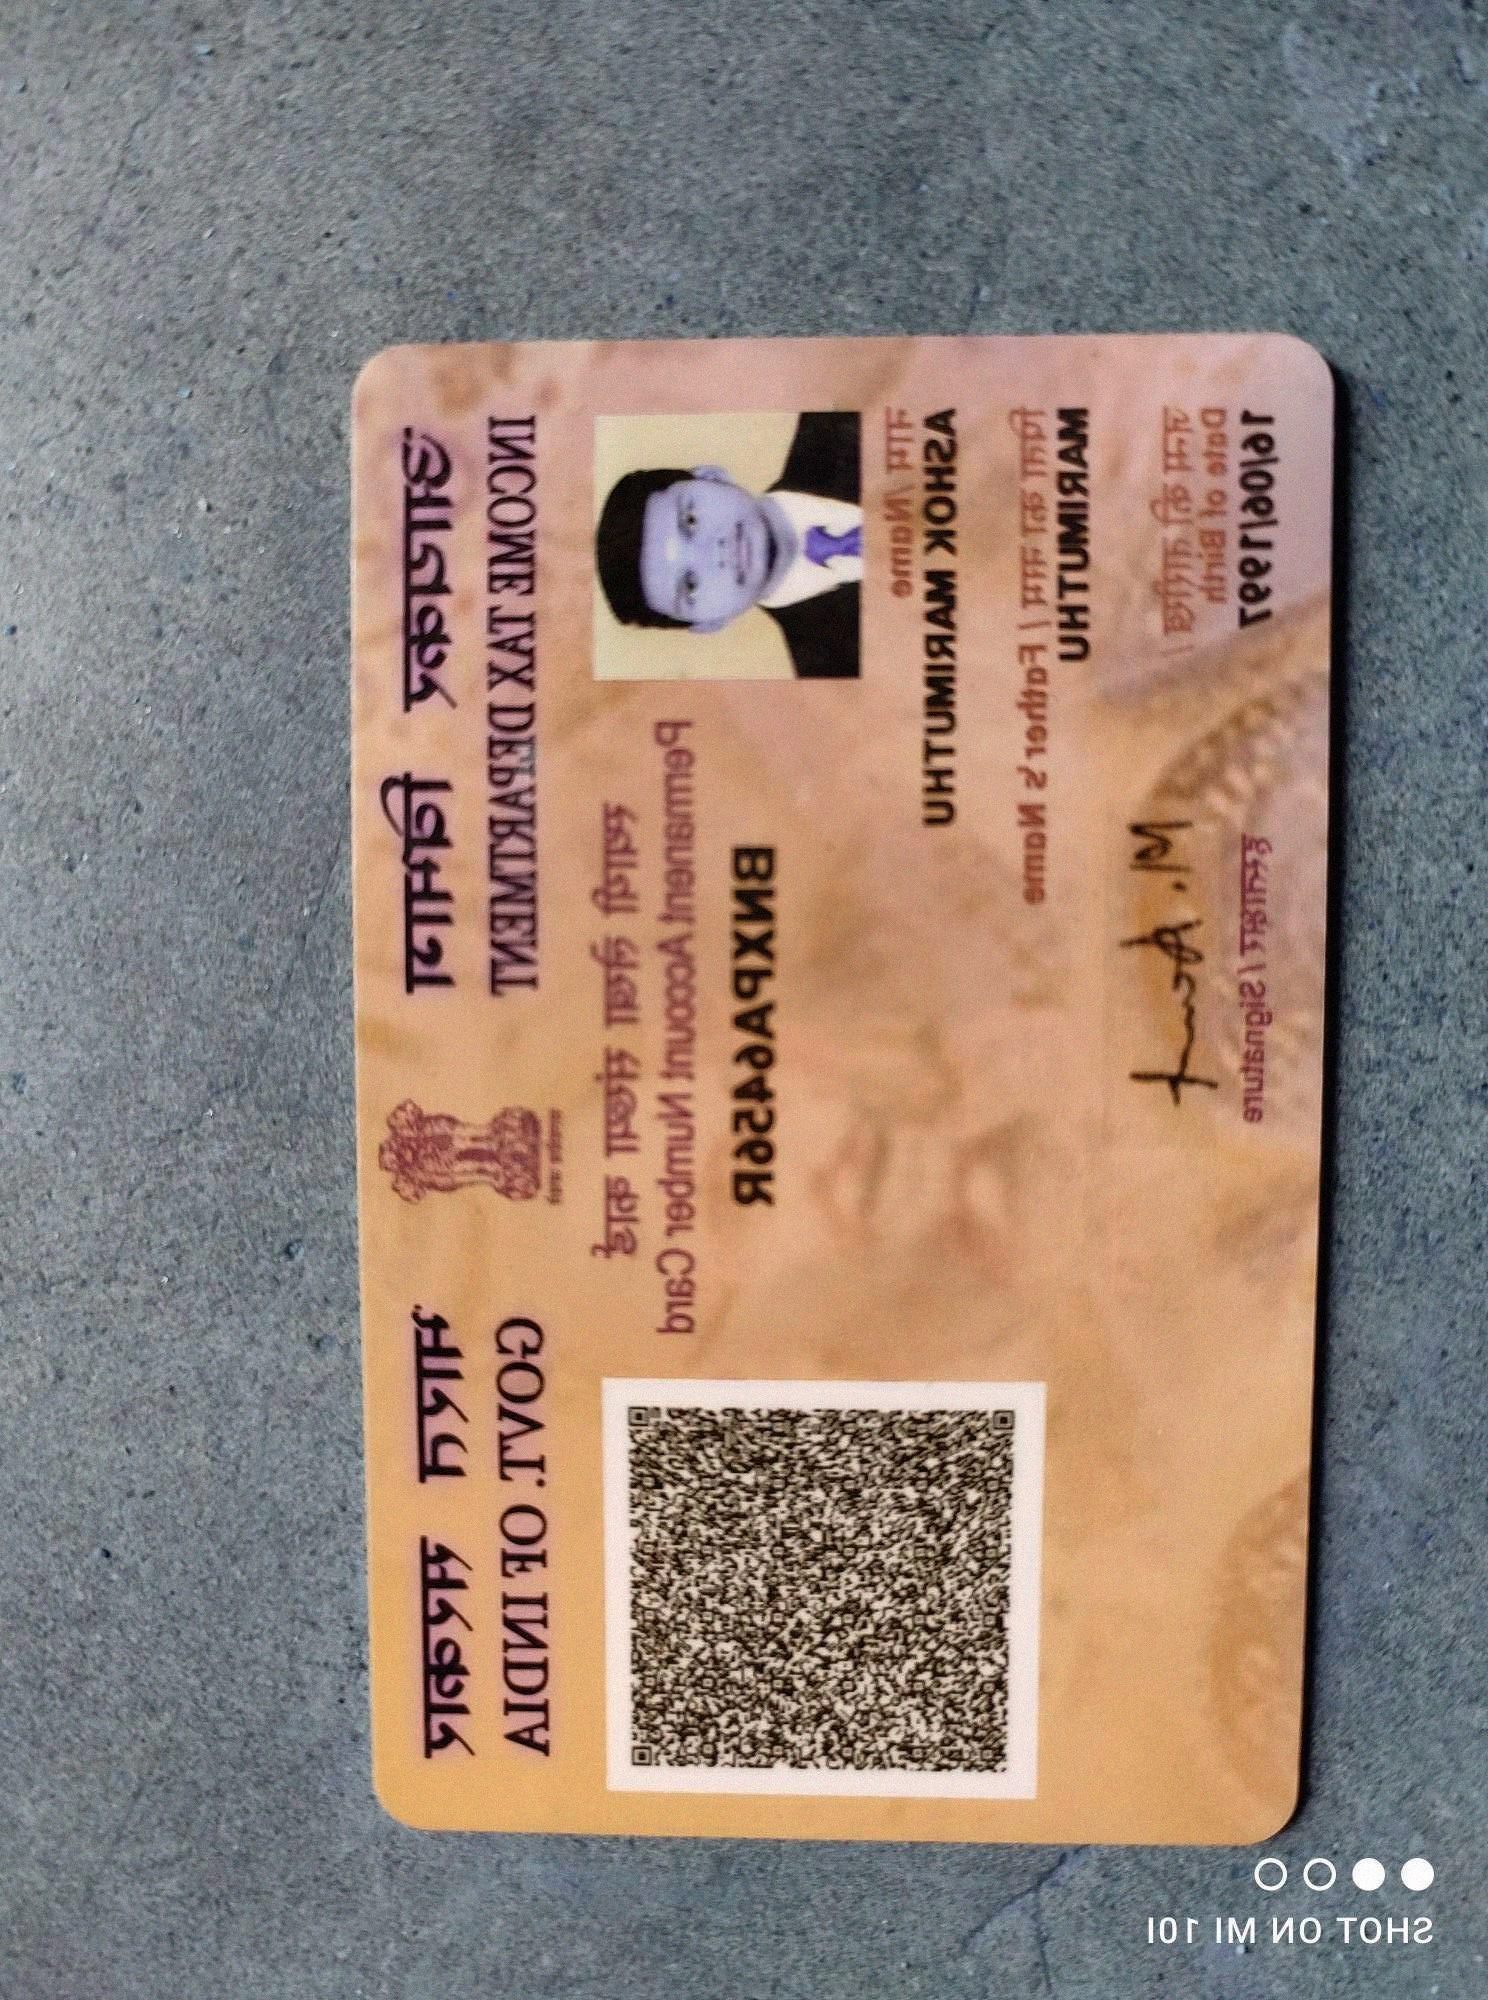 आयकर विभाग
INCOME TAX DEPARTMENT
भारत सरकार
GOVT. OF INDIA
स्थायी लेखा संख्या कार्ड
Permanent Account Number Card
BNXPA6456R
नाम / Name
ASHOK MARIMUTHU
पिता का नाम / Father's Name
MARIMUTHU
जन्म की तारीख /
Date of Birth
16/06/1997
M. Ashok
हस्ताक्षर / Signature
SHOT ON MI 10I